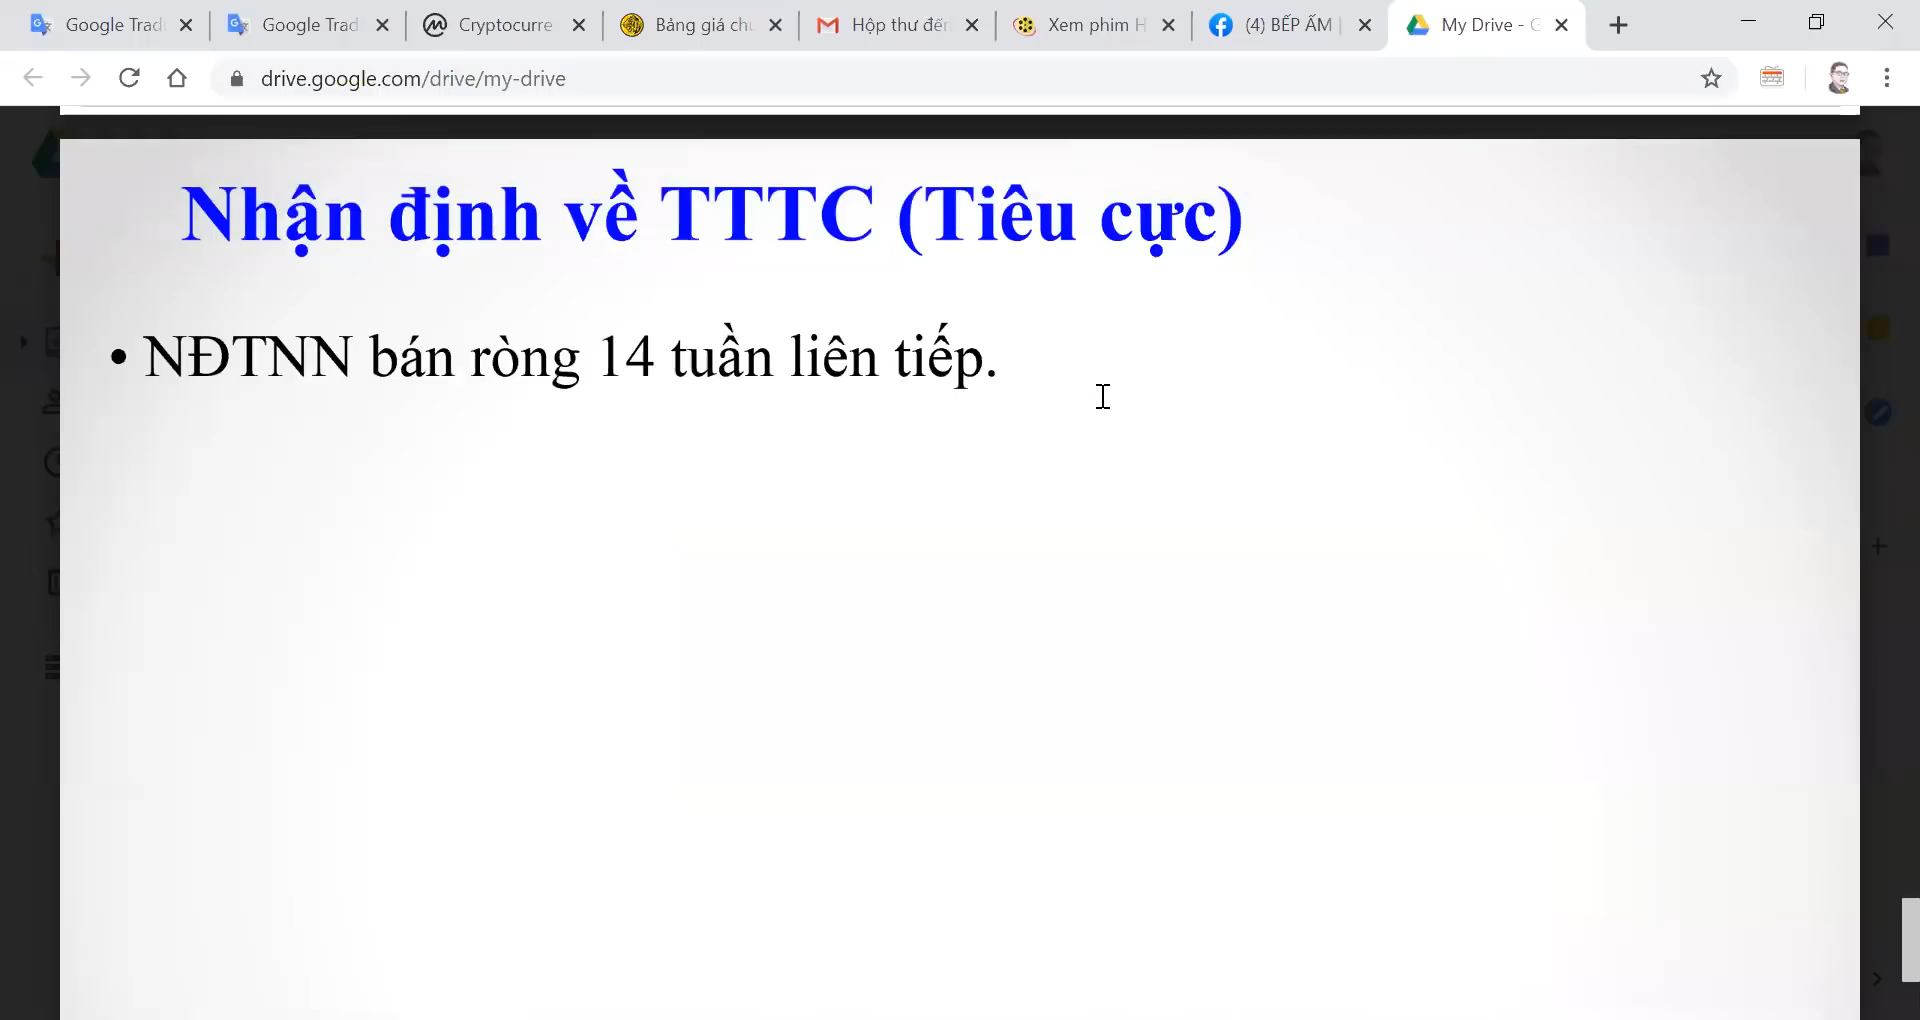 Google Trad
Google Trad
Cryptocurre
Bảng giá chu
Hộp thư đến
Xem phim H
(4) BẾP ẤM |
My Drive - G
drive.google.com/drive/my-drive
Nhận định về TTTC (Tiêu cực)
• NĐTNN bán ròng 14 tuần liên tiếp.